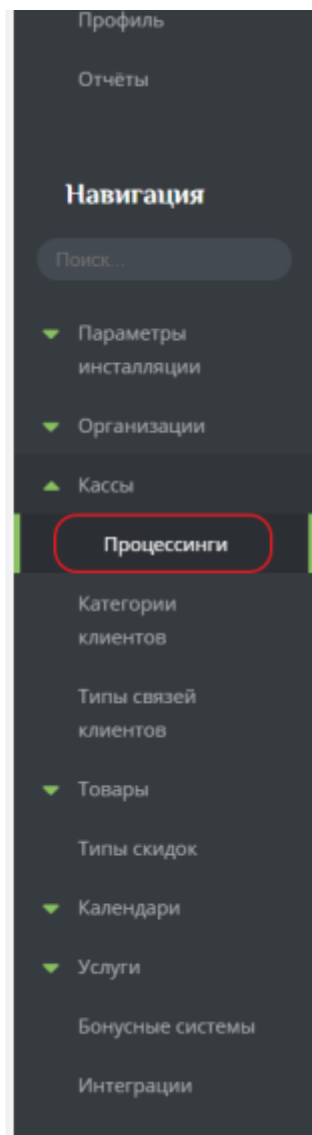 Профиль
Отчёты
Навигация
Поиск...
Параметры
инсталляции
Организации
Кассы
Процессинги
Категории
клиентов
Типы связей
клиентов
Товары
Типы скидок
Календари
Услуги
Бонусные системы
Интеграции